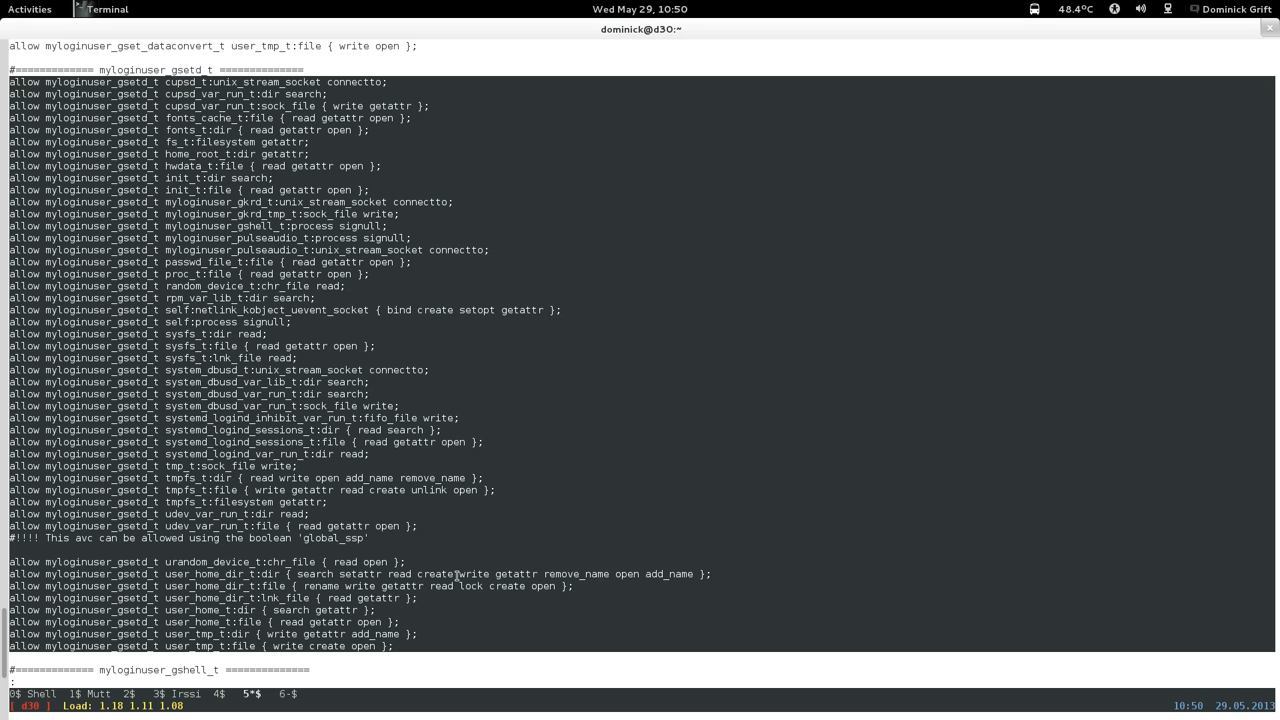 Activities Terminal Wed May 29, 10:50 48.4°C Dominick Grift
dominick@d30:~
allow myloginuser_gset_dataconvert_t user_tmp_t:file { write open };
#============= myloginuser_gsetd_t ==============
allow myloginuser_gsetd_t cupsd_t:unix_stream_socket connectto;
allow myloginuser_gsetd_t cupsd_var_run_t:dir search;
allow myloginuser_gsetd_t cupsd_var_run_t:sock_file { write getattr };
allow myloginuser_gsetd_t fonts_cache_t:file { read getattr open };
allow myloginuser_gsetd_t fonts_t:dir { read getattr open };
allow myloginuser_gsetd_t fs_t:filesystem getattr;
allow myloginuser_gsetd_t home_root_t:dir getattr;
allow myloginuser_gsetd_t hwdata_t:file { read getattr open };
allow myloginuser_gsetd_t init_t:dir search;
allow myloginuser_gsetd_t init_t:file { read getattr open };
allow myloginuser_gsetd_t myloginuser_gkrd_t:unix_stream_socket connectto;
allow myloginuser_gsetd_t myloginuser_gkrd_tmp_t:sock_file write;
allow myloginuser_gsetd_t myloginuser_gshell_t:process signull;
allow myloginuser_gsetd_t myloginuser_pulseaudio_t:process signull;
allow myloginuser_gsetd_t myloginuser_pulseaudio_t:unix_stream_socket connectto;
allow myloginuser_gsetd_t passwd_file_t:file { read getattr open };
allow myloginuser_gsetd_t proc_t:file { read getattr open };
allow myloginuser_gsetd_t random_device_t:chr_file read;
allow myloginuser_gsetd_t rpm_var_lib_t:dir search;
allow myloginuser_gsetd_t self:netlink_kobject_uevent_socket { bind create setopt getattr };
allow myloginuser_gsetd_t self:process signull;
allow myloginuser_gsetd_t sysfs_t:dir read;
allow myloginuser_gsetd_t sysfs_t:file { read getattr open };
allow myloginuser_gsetd_t sysfs_t:lnk_file read;
allow myloginuser_gsetd_t system_dbusd_t:unix_stream_socket connectto;
allow myloginuser_gsetd_t system_dbusd_var_lib_t:dir search;
allow myloginuser_gsetd_t system_dbusd_var_run_t:dir search;
allow myloginuser_gsetd_t system_dbusd_var_run_t:sock_file write;
allow myloginuser_gsetd_t systemd_logind_inhibit_var_run_t:fifo_file write;
allow myloginuser_gsetd_t systemd_logind_sessions_t:dir { read search };
allow myloginuser_gsetd_t systemd_logind_sessions_t:file { read getattr open };
allow myloginuser_gsetd_t systemd_logind_var_run_t:dir read;
allow myloginuser_gsetd_t tmp_t:sock_file write;
allow myloginuser_gsetd_t tmpfs_t:dir { read write open add_name remove_name };
allow myloginuser_gsetd_t tmpfs_t:file { write getattr read create unlink open };
allow myloginuser_gsetd_t tmpfs_t:filesystem getattr;
allow myloginuser_gsetd_t udev_var_run_t:dir read;
allow myloginuser_gsetd_t udev_var_run_t:file { read getattr open };
#!!!! This avc can be allowed using the boolean 'global_ssp'
allow myloginuser_gsetd_t urandom_device_t:chr_file { read open };
allow myloginuser_gsetd_t user_home_dir_t:dir { search setattr read create write getattr remove_name open add_name };
allow myloginuser_gsetd_t user_home_dir_t:file { rename write getattr read lock create open };
allow myloginuser_gsetd_t user_home_dir_t:lnk_file { read getattr };
allow myloginuser_gsetd_t user_home_t:dir { search getattr };
allow myloginuser_gsetd_t user_home_t:file { read getattr open };
allow myloginuser_gsetd_t user_tmp_t:dir { write getattr add_name };
allow myloginuser_gsetd_t user_tmp_t:file { write create open };
#============= myloginuser_gshell_t ==============
:
0$ Shell 1$ Mutt 2$ 3$ Irssi 4$ 5*$ 6-$
[ d30 ] Load: 1.18 1.11 1.08 10:50 29.05.2013